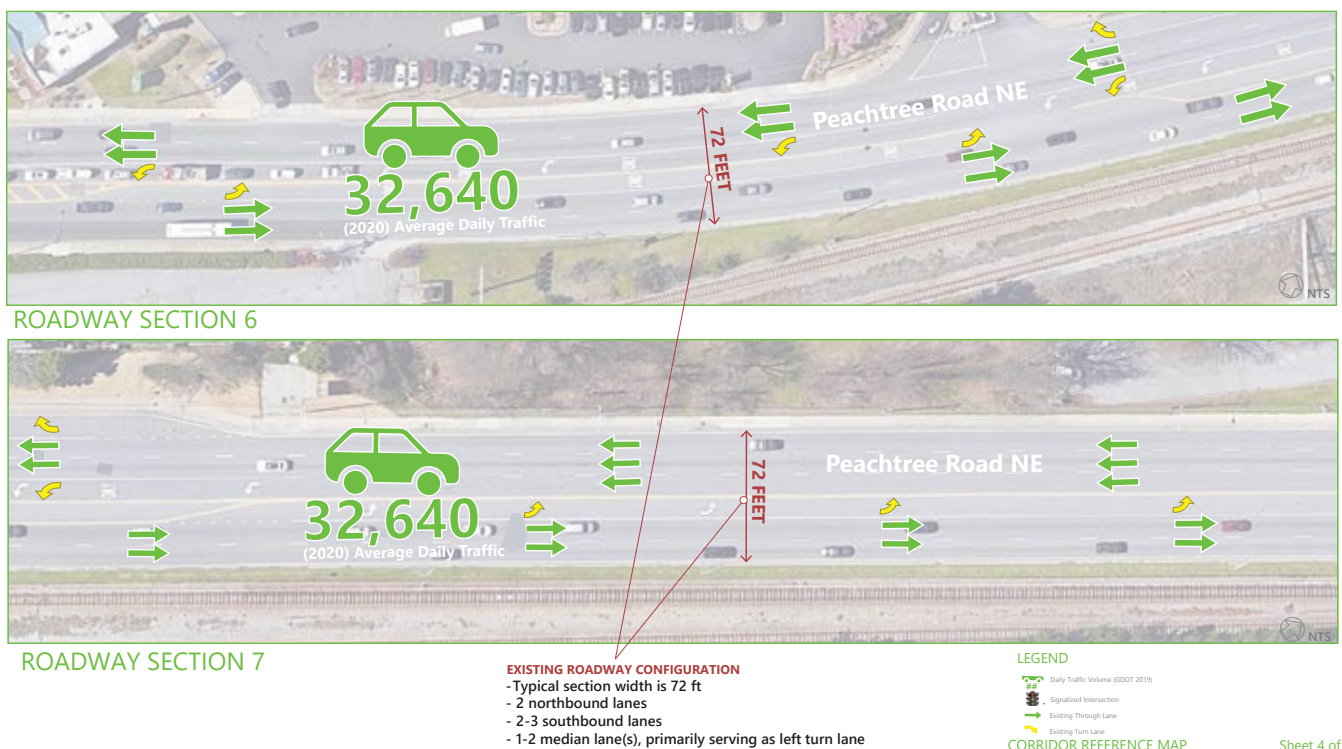 72 FEET
Peachtree Road NE
32,640
(2020) Average Daily Traffic
NTS
ROADWAY SECTION 6
72 FEET
Peachtree Road NE
32,640
(2020) Average Daily Traffic
NTS
ROADWAY SECTION 7
EXISTING ROADWAY CONFIGURATION
- Typical section width is 72 ft
- 2 northbound lanes
- 2-3 southbound lanes
- 1-2 median lane(s), primarily serving as left turn lane
LEGEND
## Daily Traffic Volume (GDOT 2019)
Signalized Intersection
Existing Through Lane
Existing Turn Lane
CORRIDOR REFERENCE MAP
Sheet 4 of